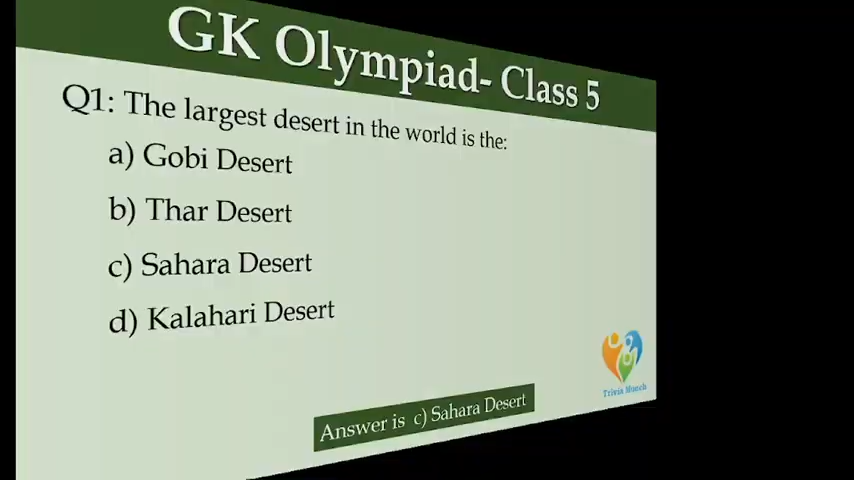 GK Olympiad- Class 5
Q1: The largest desert in the world is the:
a) Gobi Desert
b) Thar Desert
c) Sahara Desert
d) Kalahari Desert
Trivia Munch
Answer is c) Sahara Desert